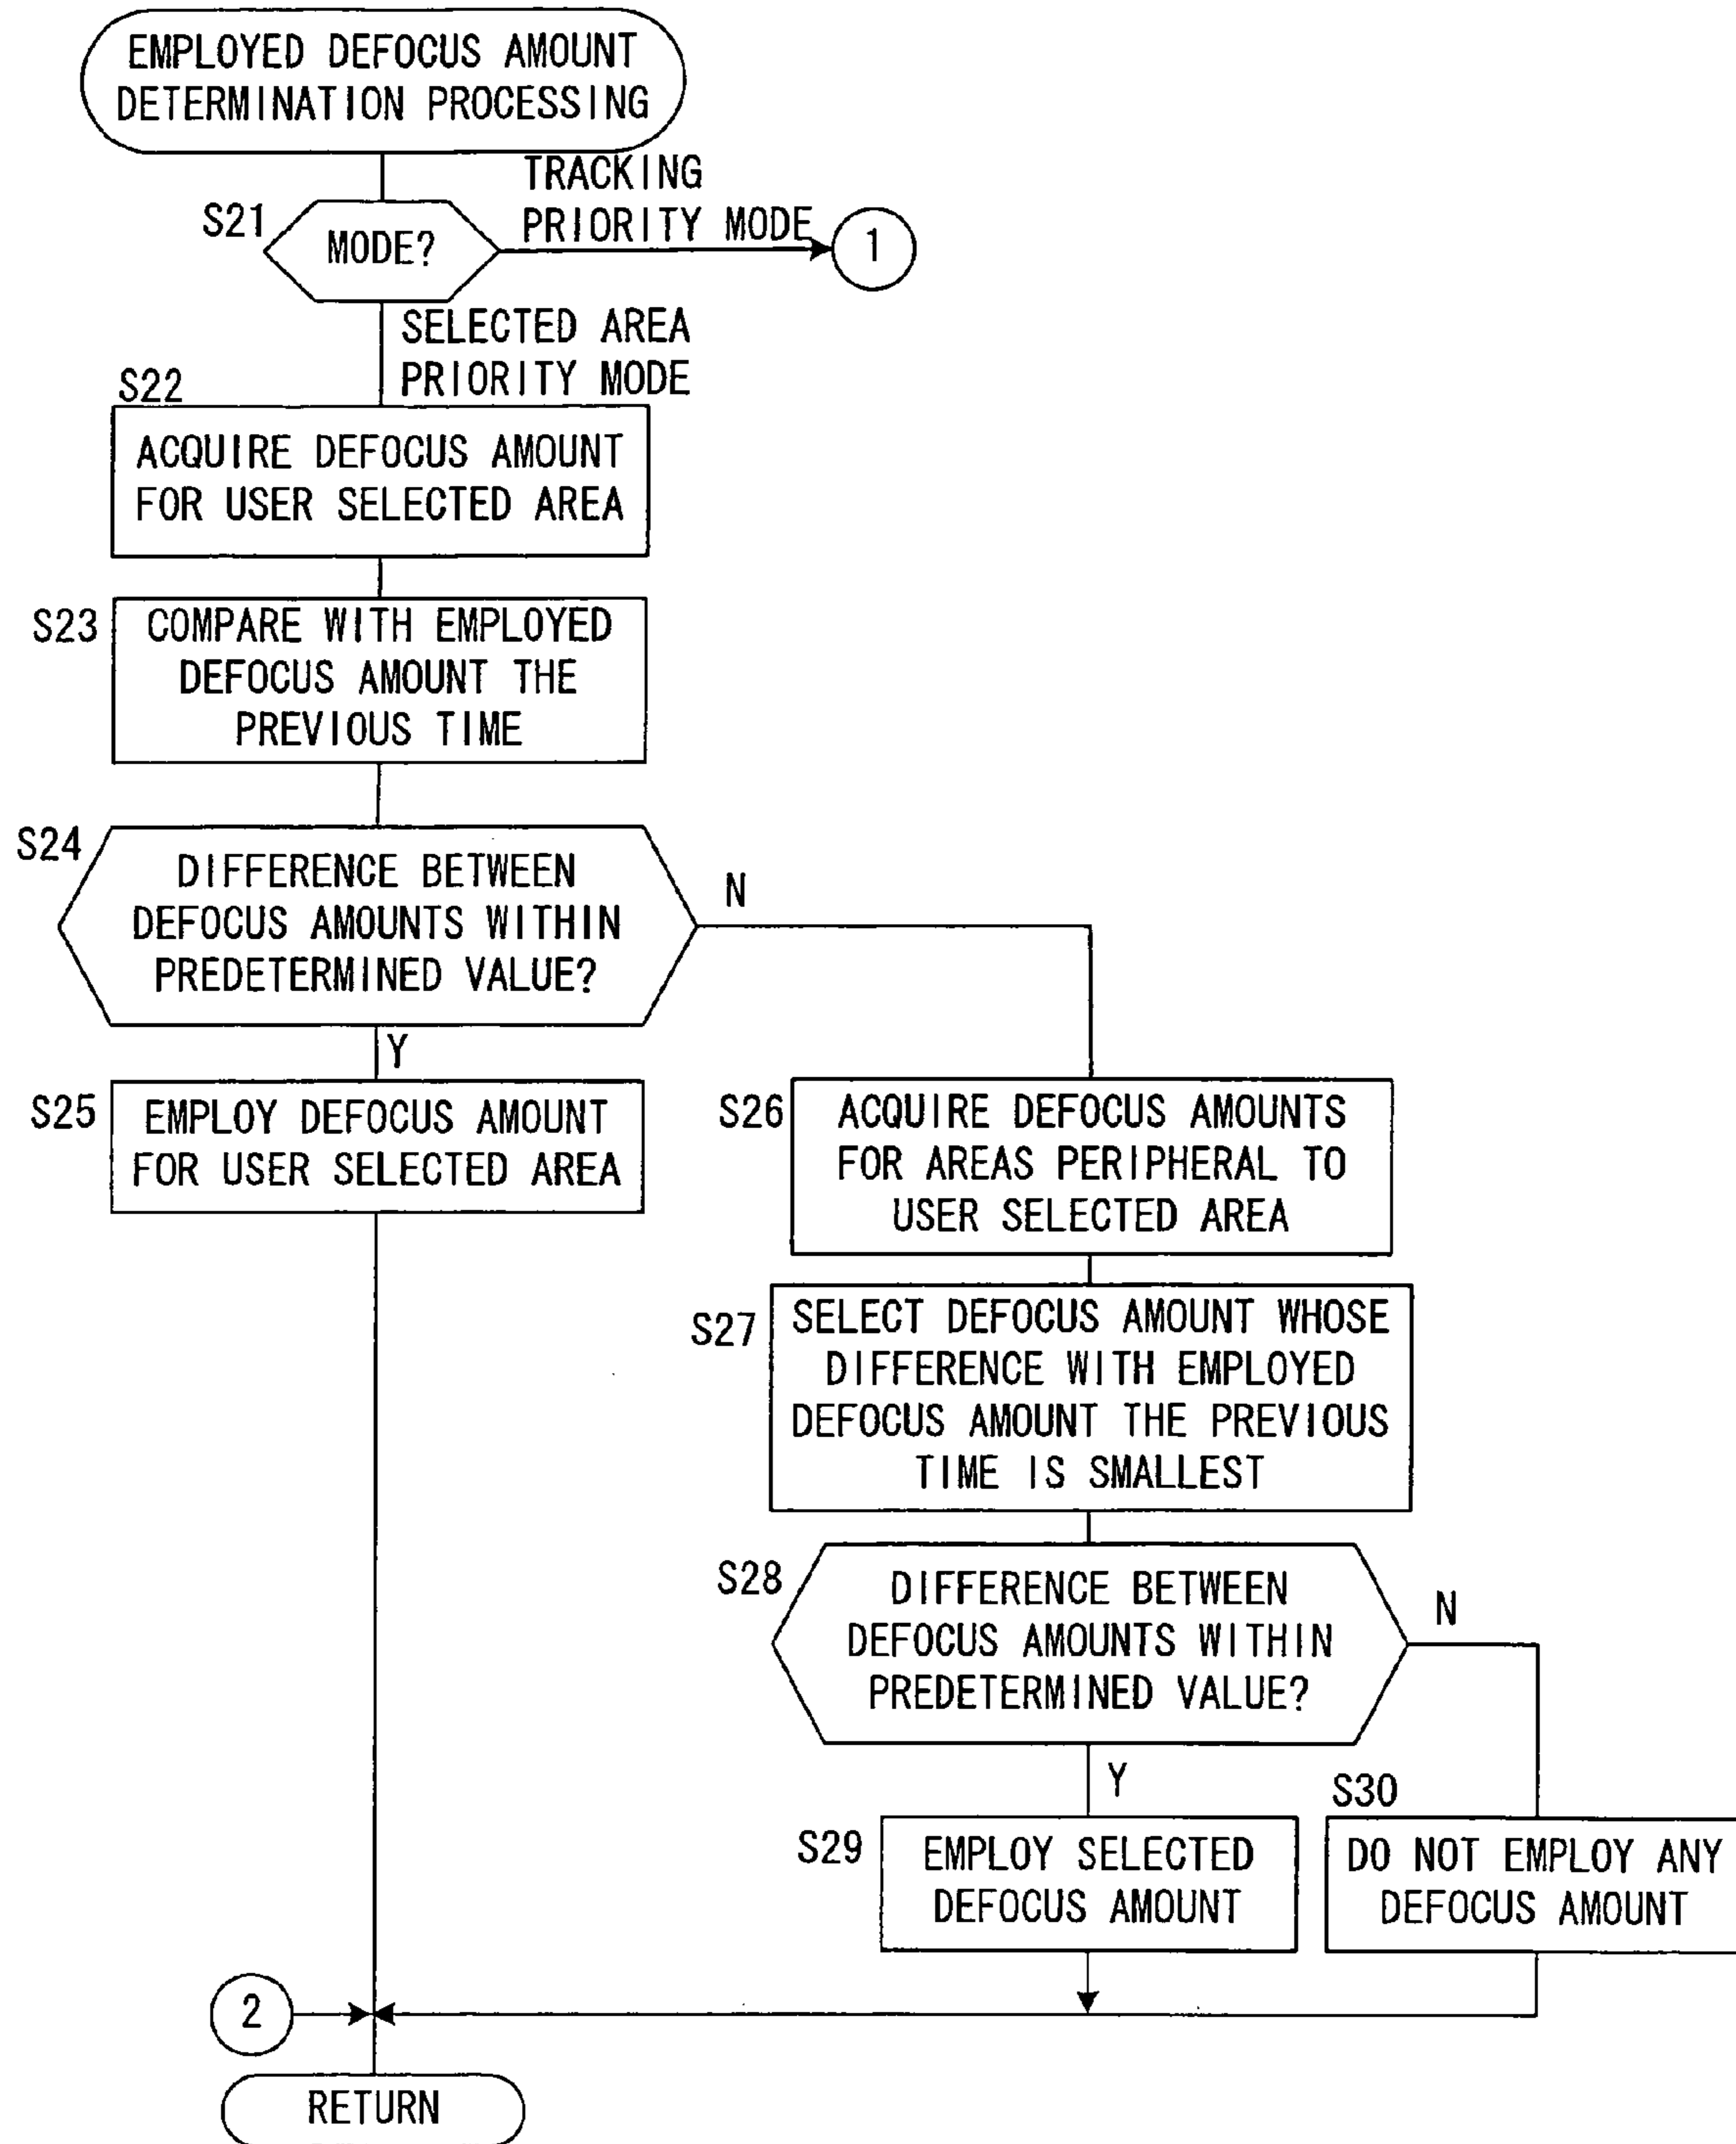 EMPLOYED DEFOCUS AMOUNT
DETERMINATION PROCESSING
TRACKING
PRIORITY MODE
S21
MODE?
1
SELECTED AREA
PRIORITY MODE
S22
ACQUIRE DEFOCUS AMOUNT
FOR USER SELECTED AREA
S23
COMPARE WITH EMPLOYED
DEFOCUS AMOUNT THE
PREVIOUS TIME
S24
DIFFERENCE BETWEEN
DEFOCUS AMOUNTS WITHIN
PREDETERMINED VALUE?
N
Y
S25
EMPLOY DEFOCUS AMOUNT
FOR USER SELECTED AREA
S26
ACQUIRE DEFOCUS AMOUNTS
FOR AREAS PERIPHERAL TO
USER SELECTED AREA
S27
SELECT DEFOCUS AMOUNT WHOSE
DIFFERENCE WITH EMPLOYED
DEFOCUS AMOUNT THE PREVIOUS
TIME IS SMALLEST
S28
DIFFERENCE BETWEEN
DEFOCUS AMOUNTS WITHIN
PREDETERMINED VALUE?
N
Y
S29
EMPLOY SELECTED
DEFOCUS AMOUNT
S30
DO NOT EMPLOY ANY
DEFOCUS AMOUNT
2
RETURN